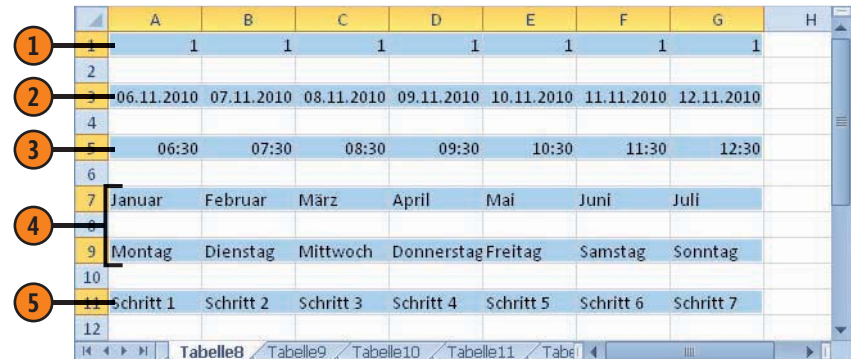 A B C D E F G H
1 1 1 1 1 1 1 1 1
2
2 3 06.11.2010 07.11.2010 08.11.2010 09.11.2010 10.11.2010 11.11.2010 12.11.2010
4
3 5 06:30 07:30 08:30 09:30 10:30 11:30 12:30
6
7 Januar Februar März April Mai Juni Juli
4 8
9 Montag Dienstag Mittwoch Donnerstag Freitag Samstag Sonntag
10
5 11 Schritt 1 Schritt 2 Schritt 3 Schritt 4 Schritt 5 Schritt 6 Schritt 7
12
Tabelle8 Tabelle9 Tabelle10 Tabelle11 Tabe